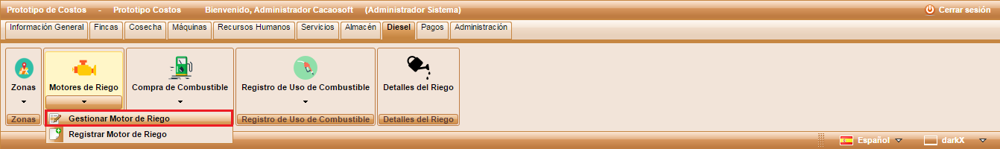 Prototipo de Costos - Prototipo Costos Bienvenido, Administrador Cacaosoft (Administrador Sistema) Cerrar sesión
Información General Fincas Cosecha Máquinas Recursos Humanos Servicios Almacén Diesel Pagos Administración
Zonas Motores de Riego Compra de Combustible Registro de Uso de Combustible Detalles del Riego
Zonas Registro de Uso de Combustible Detalles del Riego
Gestionar Motor de Riego
Registrar Motor de Riego
Español darkX